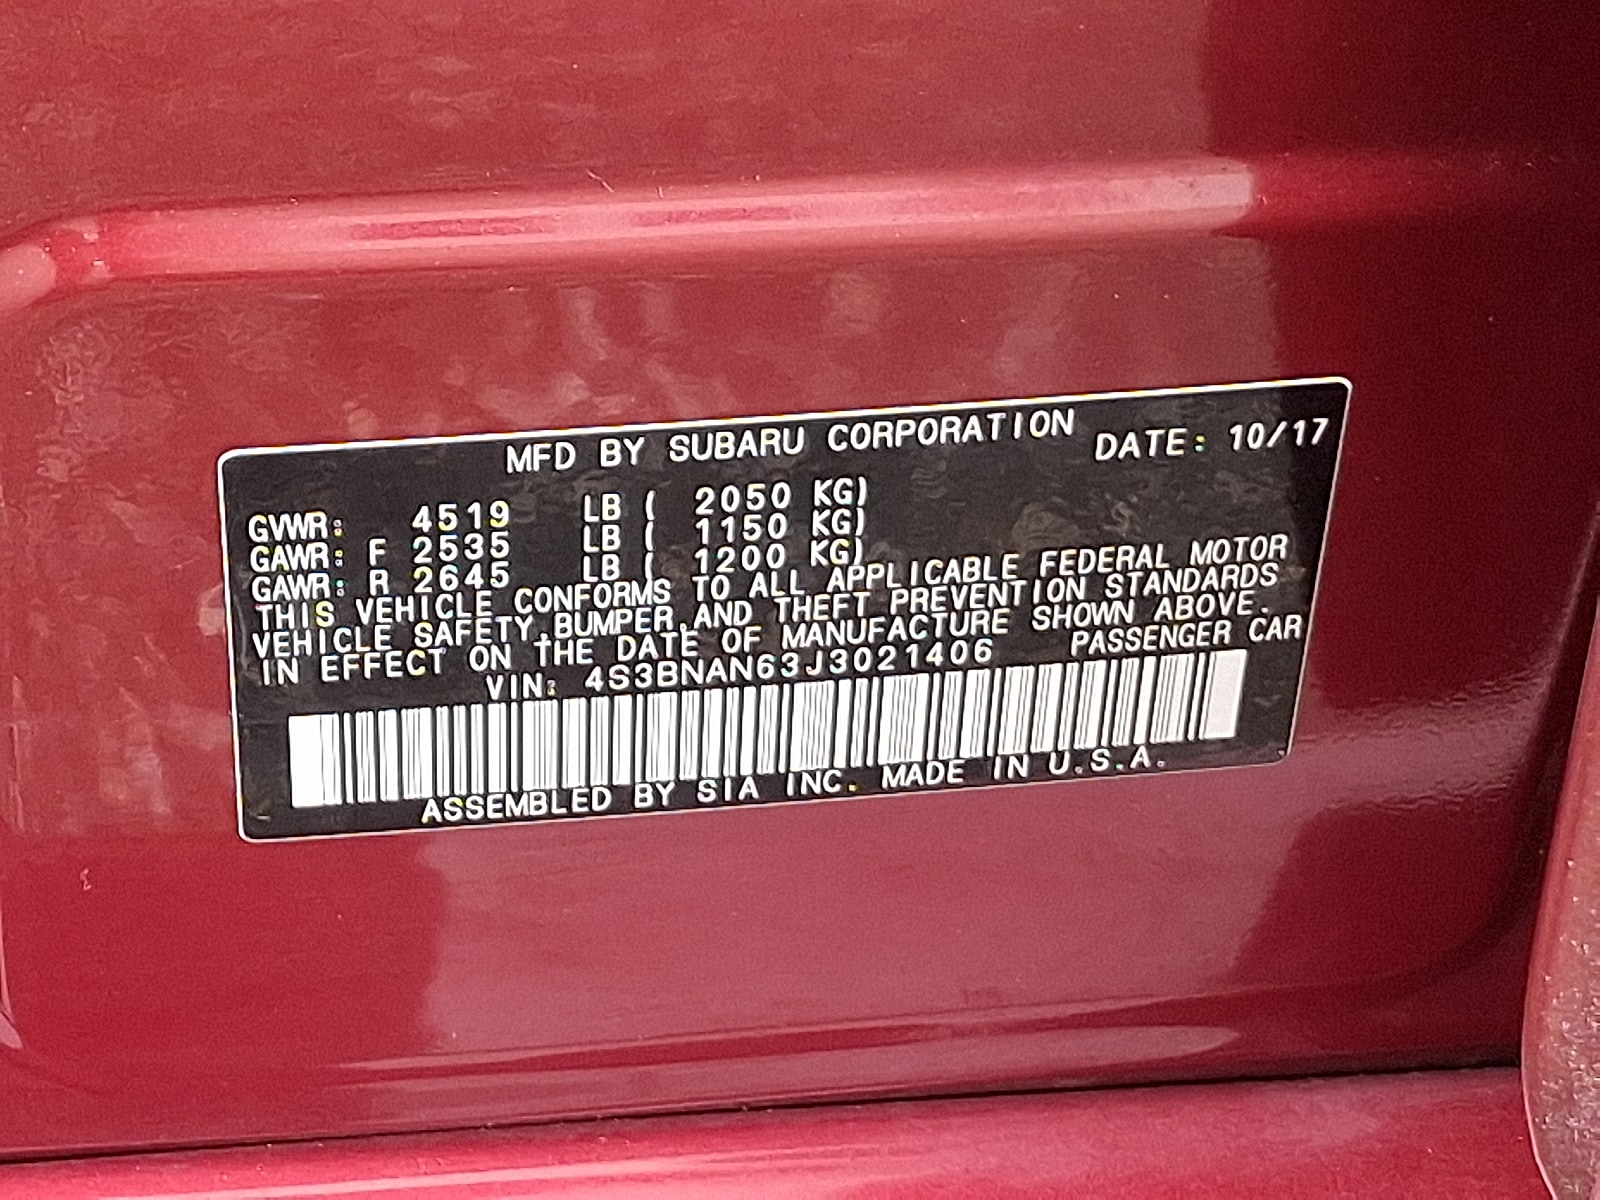 MFD BY SUBARU CORPORATION DATE: 10/17
GVWR: 4519 LB ( 2050 KG)
GAWR: F 2535 LB ( 1150 KG)
GAWR: R 2645 LB ( 1200 KG)
THIS VEHICLE CONFORMS TO ALL APPLICABLE FEDERAL MOTOR
VEHICLE SAFETY,BUMPER,AND THEFT PREVENTION STANDARDS
IN EFFECT ON THE DATE OF MANUFACTURE SHOWN ABOVE.
VIN: 4S3BNAN63J3021406 PASSENGER CAR
ASSEMBLED BY SIA INC. MADE IN U.S.A.